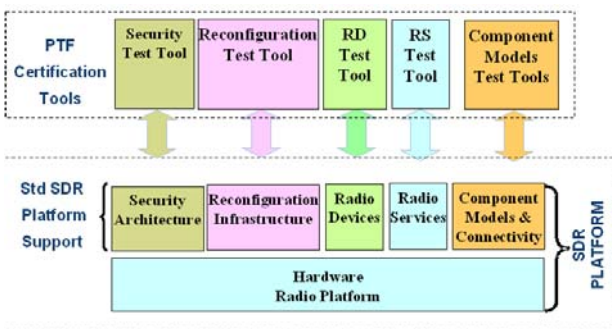 PTF
Certification
Tools
Security
Test Tool
Reconfiguration
Test Tool
RD
Test
Tool
RS
Test
Tool
Component
Models
Test Tools
Std SDR
Platform
Support
Security
Architecture
Reconfiguration
Infrastructure
Radio
Devices
Radio
Services
Component
Models &
Connectivity
SDR
PLATFORM
Hardware
Radio Platform